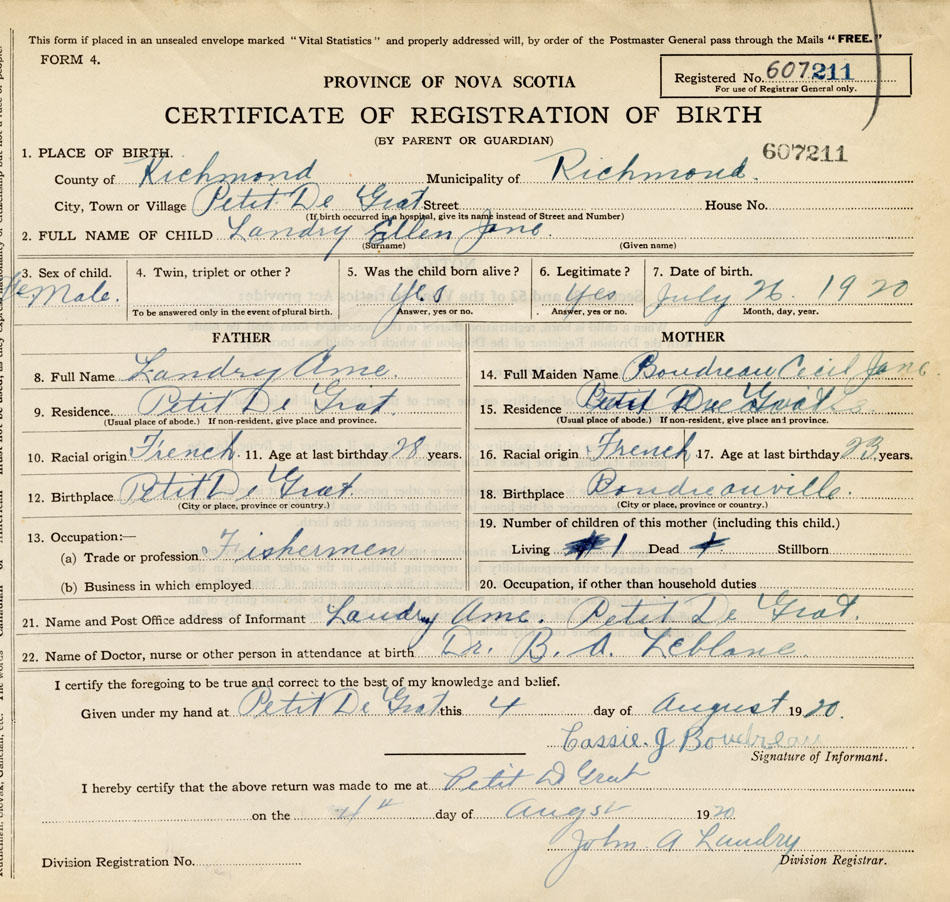 This form if placed in an unsealed envelope marked "Vital Statistics" and properly addressed will, by order of the Postmaster General pass through the Mails "FREE."
FORM 4.
Registered No. 607211
For use of Registrar General only.
PROVINCE OF NOVA SCOTIA
CERTIFICATE OF REGISTRATION OF BIRTH
(BY PARENT OR GUARDIAN)
607211
1. PLACE OF BIRTH.
County of Richmond Municipality of Richmond.
City, Town or Village Petit De Grat Street House No.
(If birth occurred in a hospital, give its name instead of Street and Number)
2. FULL NAME OF CHILD Landry Ellen Jane.
(Surname) (Given name)
3. Sex of child. 4. Twin, triplet or other? 5. Was the child born alive? 6. Legitimate? 7. Date of birth.
FeMale. Yes Yes July 26. 1920
To be answered only in the event of plural birth. Answer, yes or no. Answer, yes or no. Month, day, year.
FATHER MOTHER
8. Full Name Landry Ame. 14. Full Maiden Name Boudreau Cecil Jane
9. Residence. Petit De Grat. 15. Residence. Petit De Grat
(Usual place of abode.) If non-resident, give place and province. (Usual place of abode.) If non-resident, give place and province.
10. Racial origin French. 11. Age at last birthday 28 years. 16. Racial origin French 17. Age at last birthday 23 years.
12. Birthplace Petit De Grat. 18. Birthplace Boudreauville.
(City or place, province or country.) (City or place, province or country.)
19. Number of children of this mother (including this child.)
13. Occupation:—
(a) Trade or profession Fishermen Living 1 Dead Stillborn
(b) Business in which employed 20. Occupation, if other than household duties
21. Name and Post Office address of Informant Landry Ame. Petit De Grat.
22. Name of Doctor, nurse or other person in attendance at birth Dr. B. A. Leblanc
I certify the foregoing to be true and correct to the best of my knowledge and belief.
Given under my hand at Petit De Grat this 4 day of August 1920.
Cassie. J Boudreau
Signature of Informant.
I hereby certify that the above return was made to me at Petit D Grat
on the 4th day of Augst 1920
John. A Landry
Division Registration No. Division Registrar.